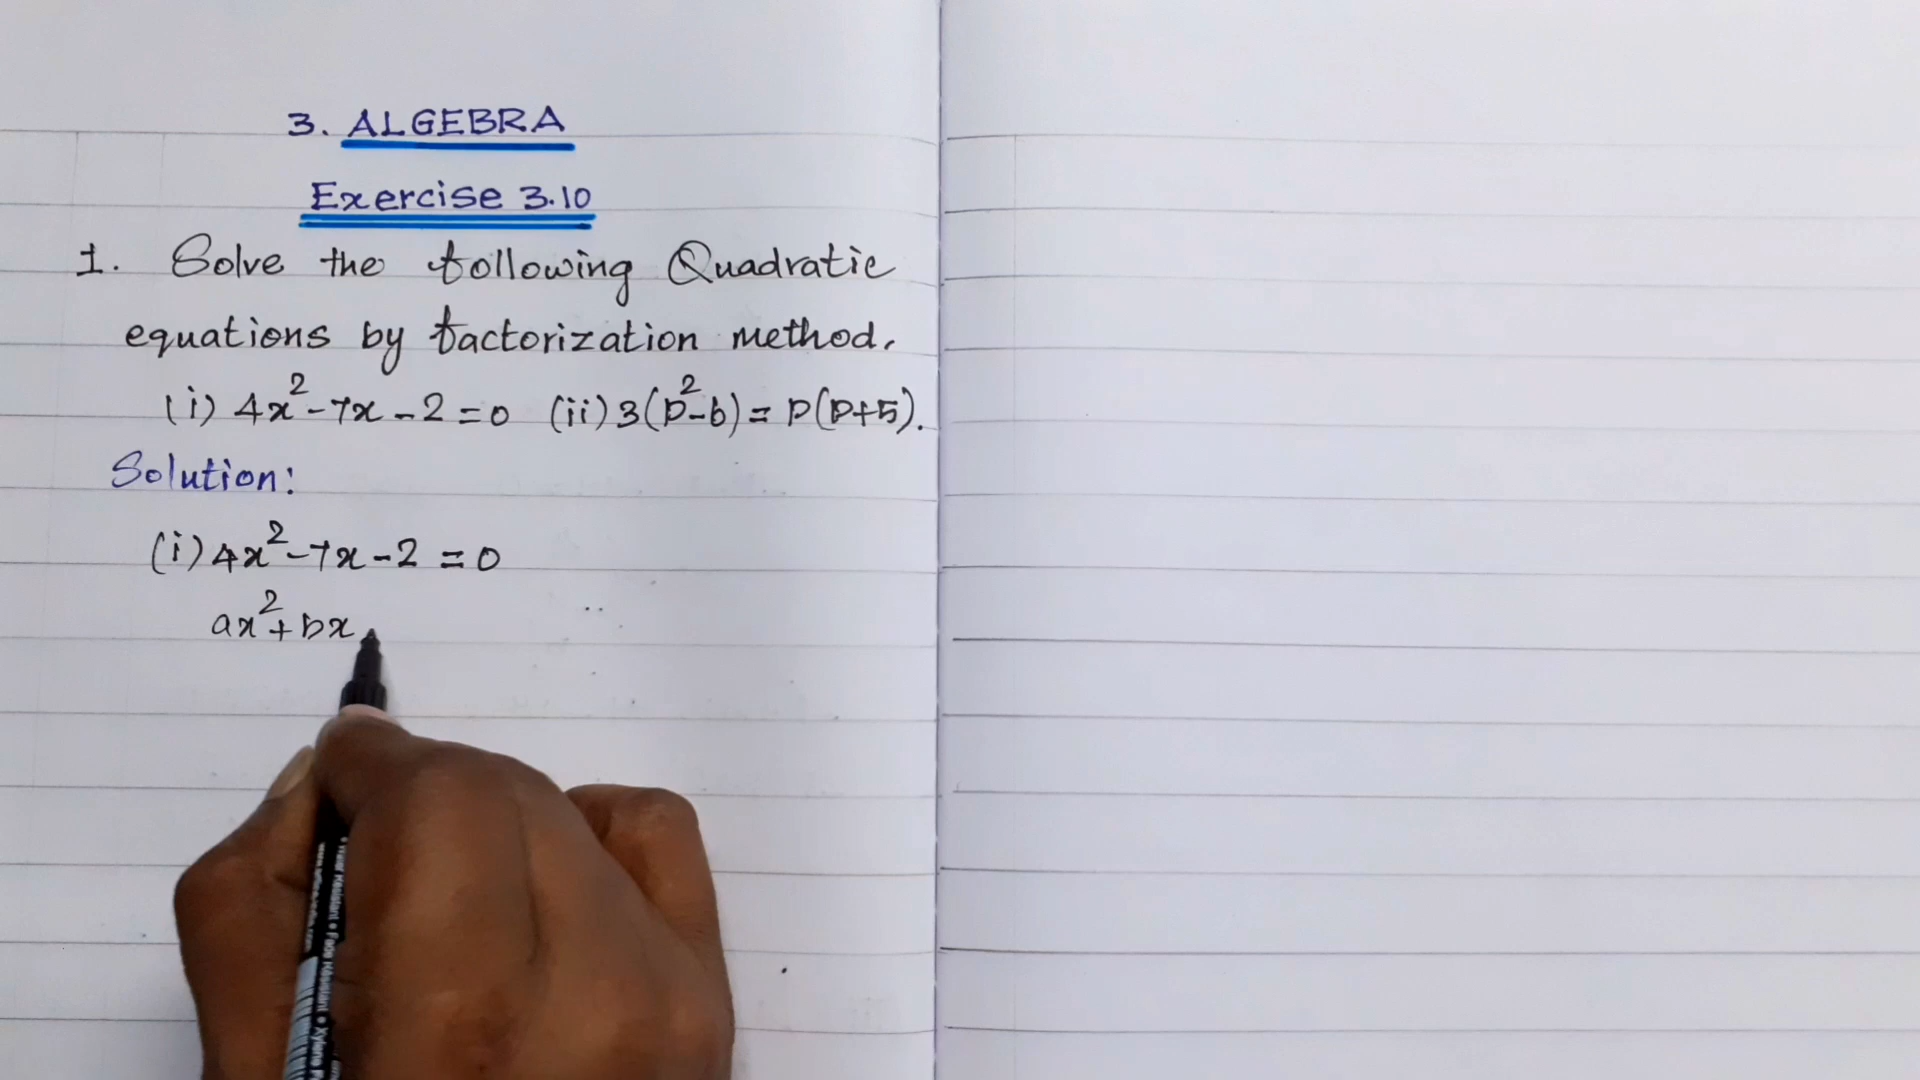 3. ALGEBRA
Exercise 3.10
1. Solve the following Quadratic
equations by factorization method.
(i) 4x²-7x-2=0 (ii) 3(p²-6)=p(p+5).
Solution:
(i) 4x²-7x-2=0
ax²+bx